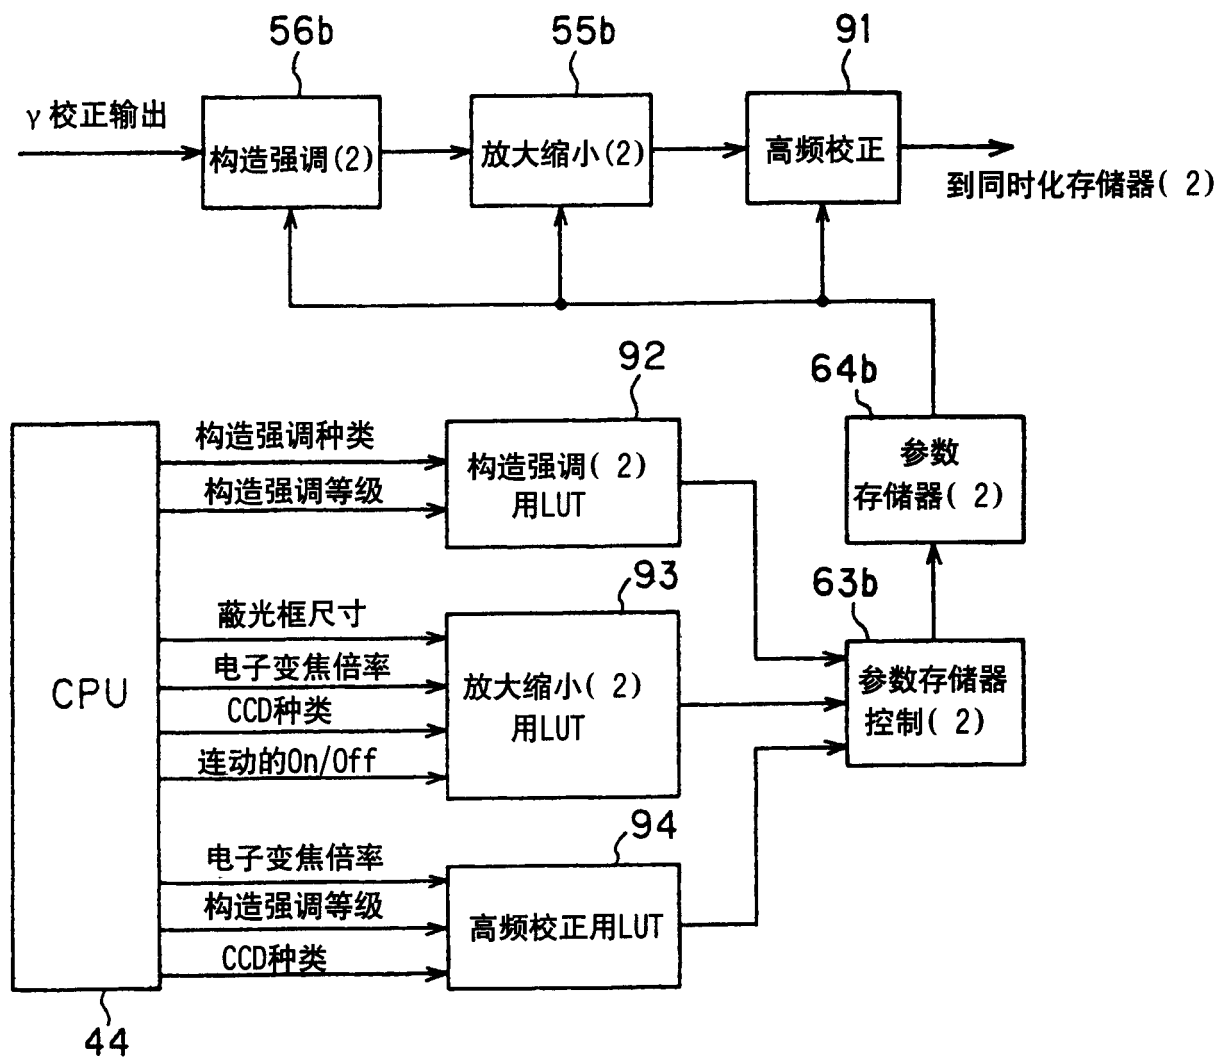 56b
55b
91
γ校正输出
构造强调(2)
放大缩小(2)
高频校正
到同时化存储器( 2)
92
64b
构造强调种类
构造强调等级
构造强调( 2)
用LUT
参数
存储器( 2)
93
63b
蔽光框尺寸
电子变焦倍率
CCD种类
连动的On/Off
CPU
放大缩小( 2)
用LUT
参数存储器
控制( 2)
94
电子变焦倍率
构造强调等级
CCD种类
高频校正用LUT
44